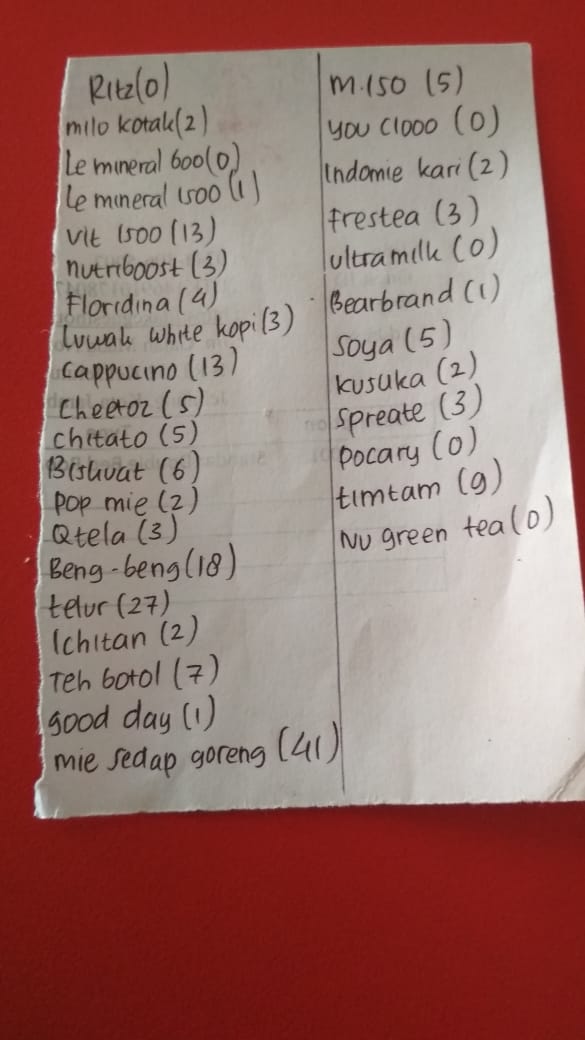 Ritz(0)
milo kotak(2)
Le mineral 600(0)
Le mineral 1500 (1)
Vit 1500 (13)
nutriboost (3)
Floridina (4)
Luwak white kopi(3)
cappucino (13)
Cheetoz (5)
chitato (5)
Biskuat (6)
pop mie (2)
Qtela (3)
Beng-beng(18)
telur (27)
Ichitan (2)
Teh botol (7)
good day (1)
mie sedap goreng (41)
M.150 (5)
you C1000 (0)
Indomie kari (2)
frestea (3)
ultramilk (0)
Bearbrand (1)
Soya (5)
kusuka (2)
spreate (3)
pocary (0)
timtam (9)
Nu green tea (0)